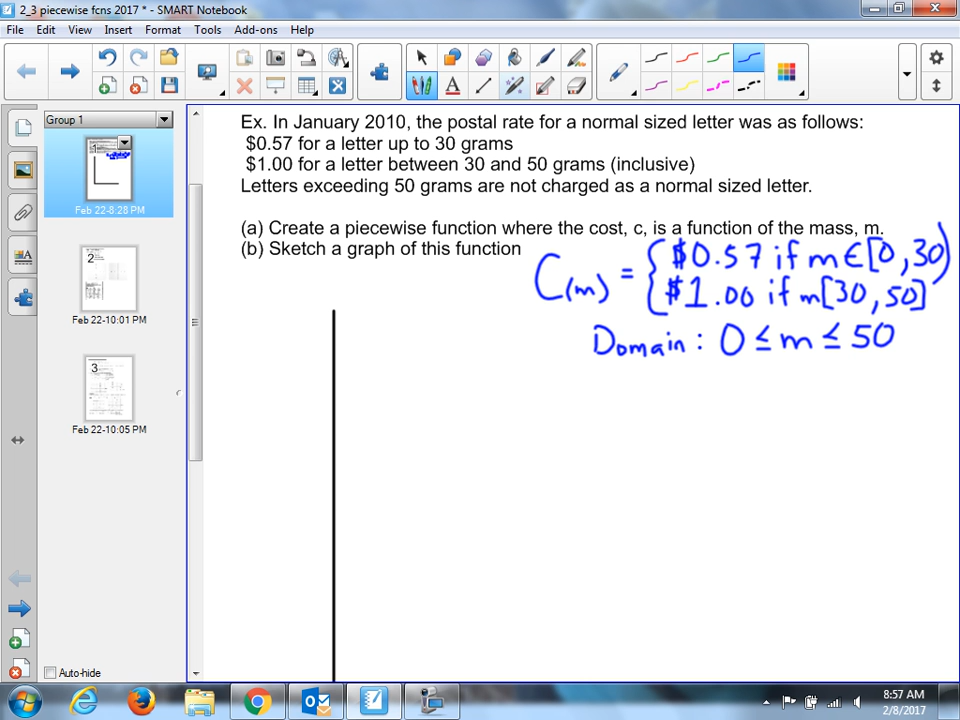 2_3 piecewise fcns 2017 * - SMART Notebook
File Edit View Insert Format Tools Add-ons Help
Group 1
1
Feb 22-8:28 PM
2
Feb 22-10:01 PM
3
Feb 22-10:05 PM
Auto-hide
Ex. In January 2010, the postal rate for a normal sized letter was as follows:
$0.57 for a letter up to 30 grams
$1.00 for a letter between 30 and 50 grams (inclusive)
Letters exceeding 50 grams are not charged as a normal sized letter.
(a) Create a piecewise function where the cost, c, is a function of the mass, m.
(b) Sketch a graph of this function
C(m) = { $0.57 if m ∈ [0, 30)
$1.00 if m [30, 50]
Domain: 0 ≤ m ≤ 50
8:57 AM
2/8/2017